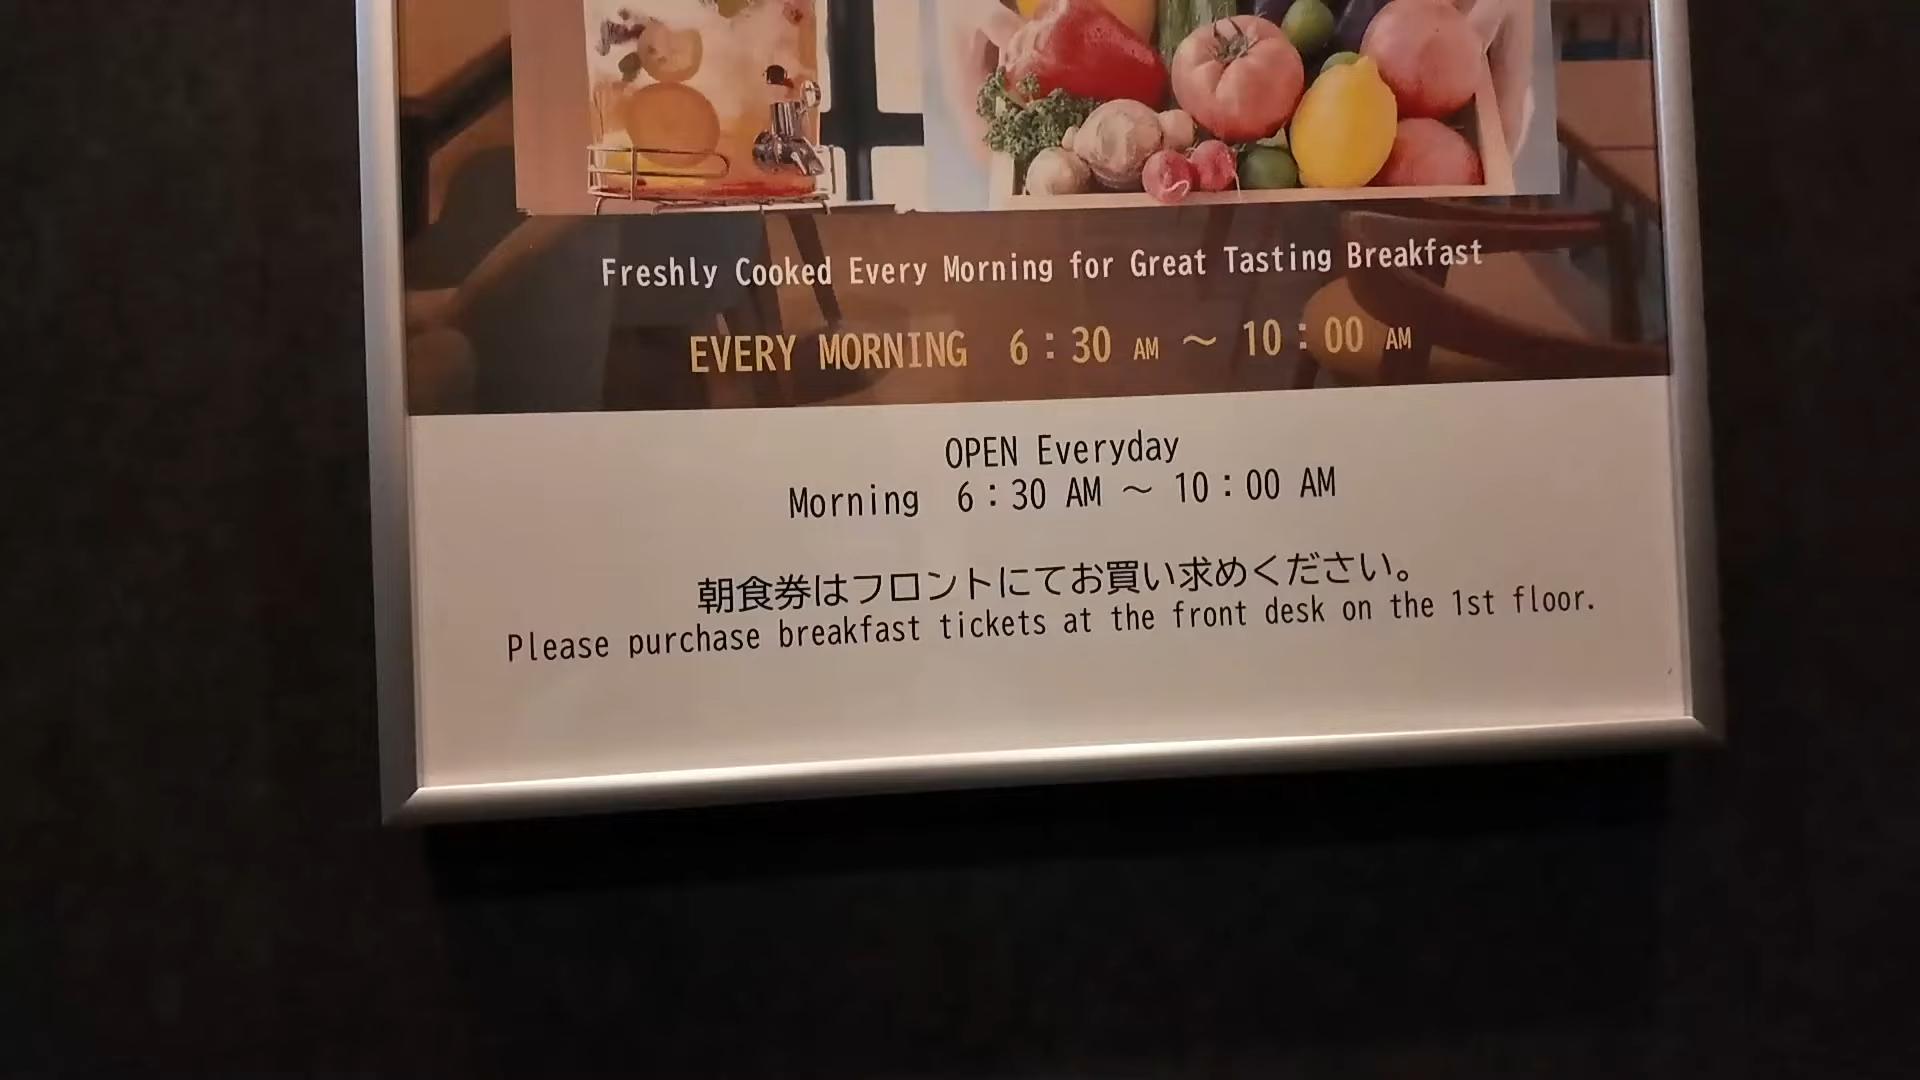 Freshly Cooked Every Morning for Great Tasting Breakfast
EVERY MORNING 6：30 AM ～ 10：00 AM
OPEN Everyday
Morning 6：30 AM ～ 10：00 AM
朝食券はフロントにてお買い求めください。
Please purchase breakfast tickets at the front desk on the 1st floor.